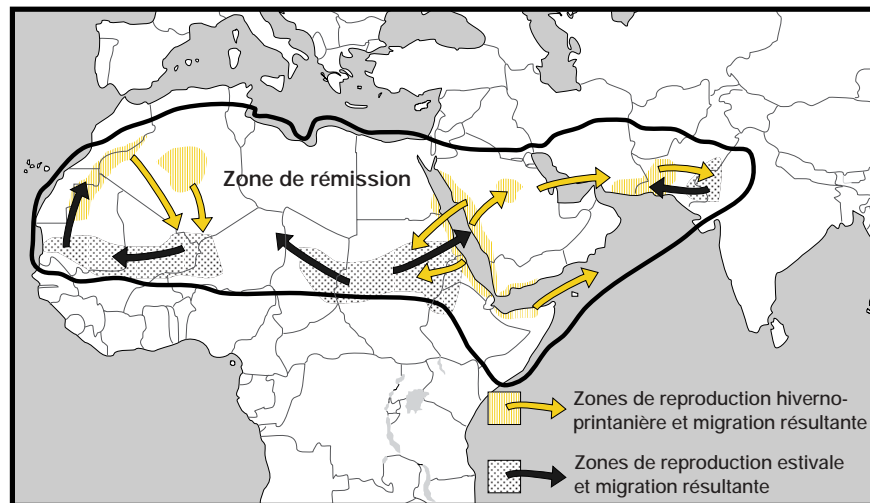 Zone de rémission
Zones de reproduction hiverno-
printanière et migration résultante
Zones de reproduction estivale
et migration résultante